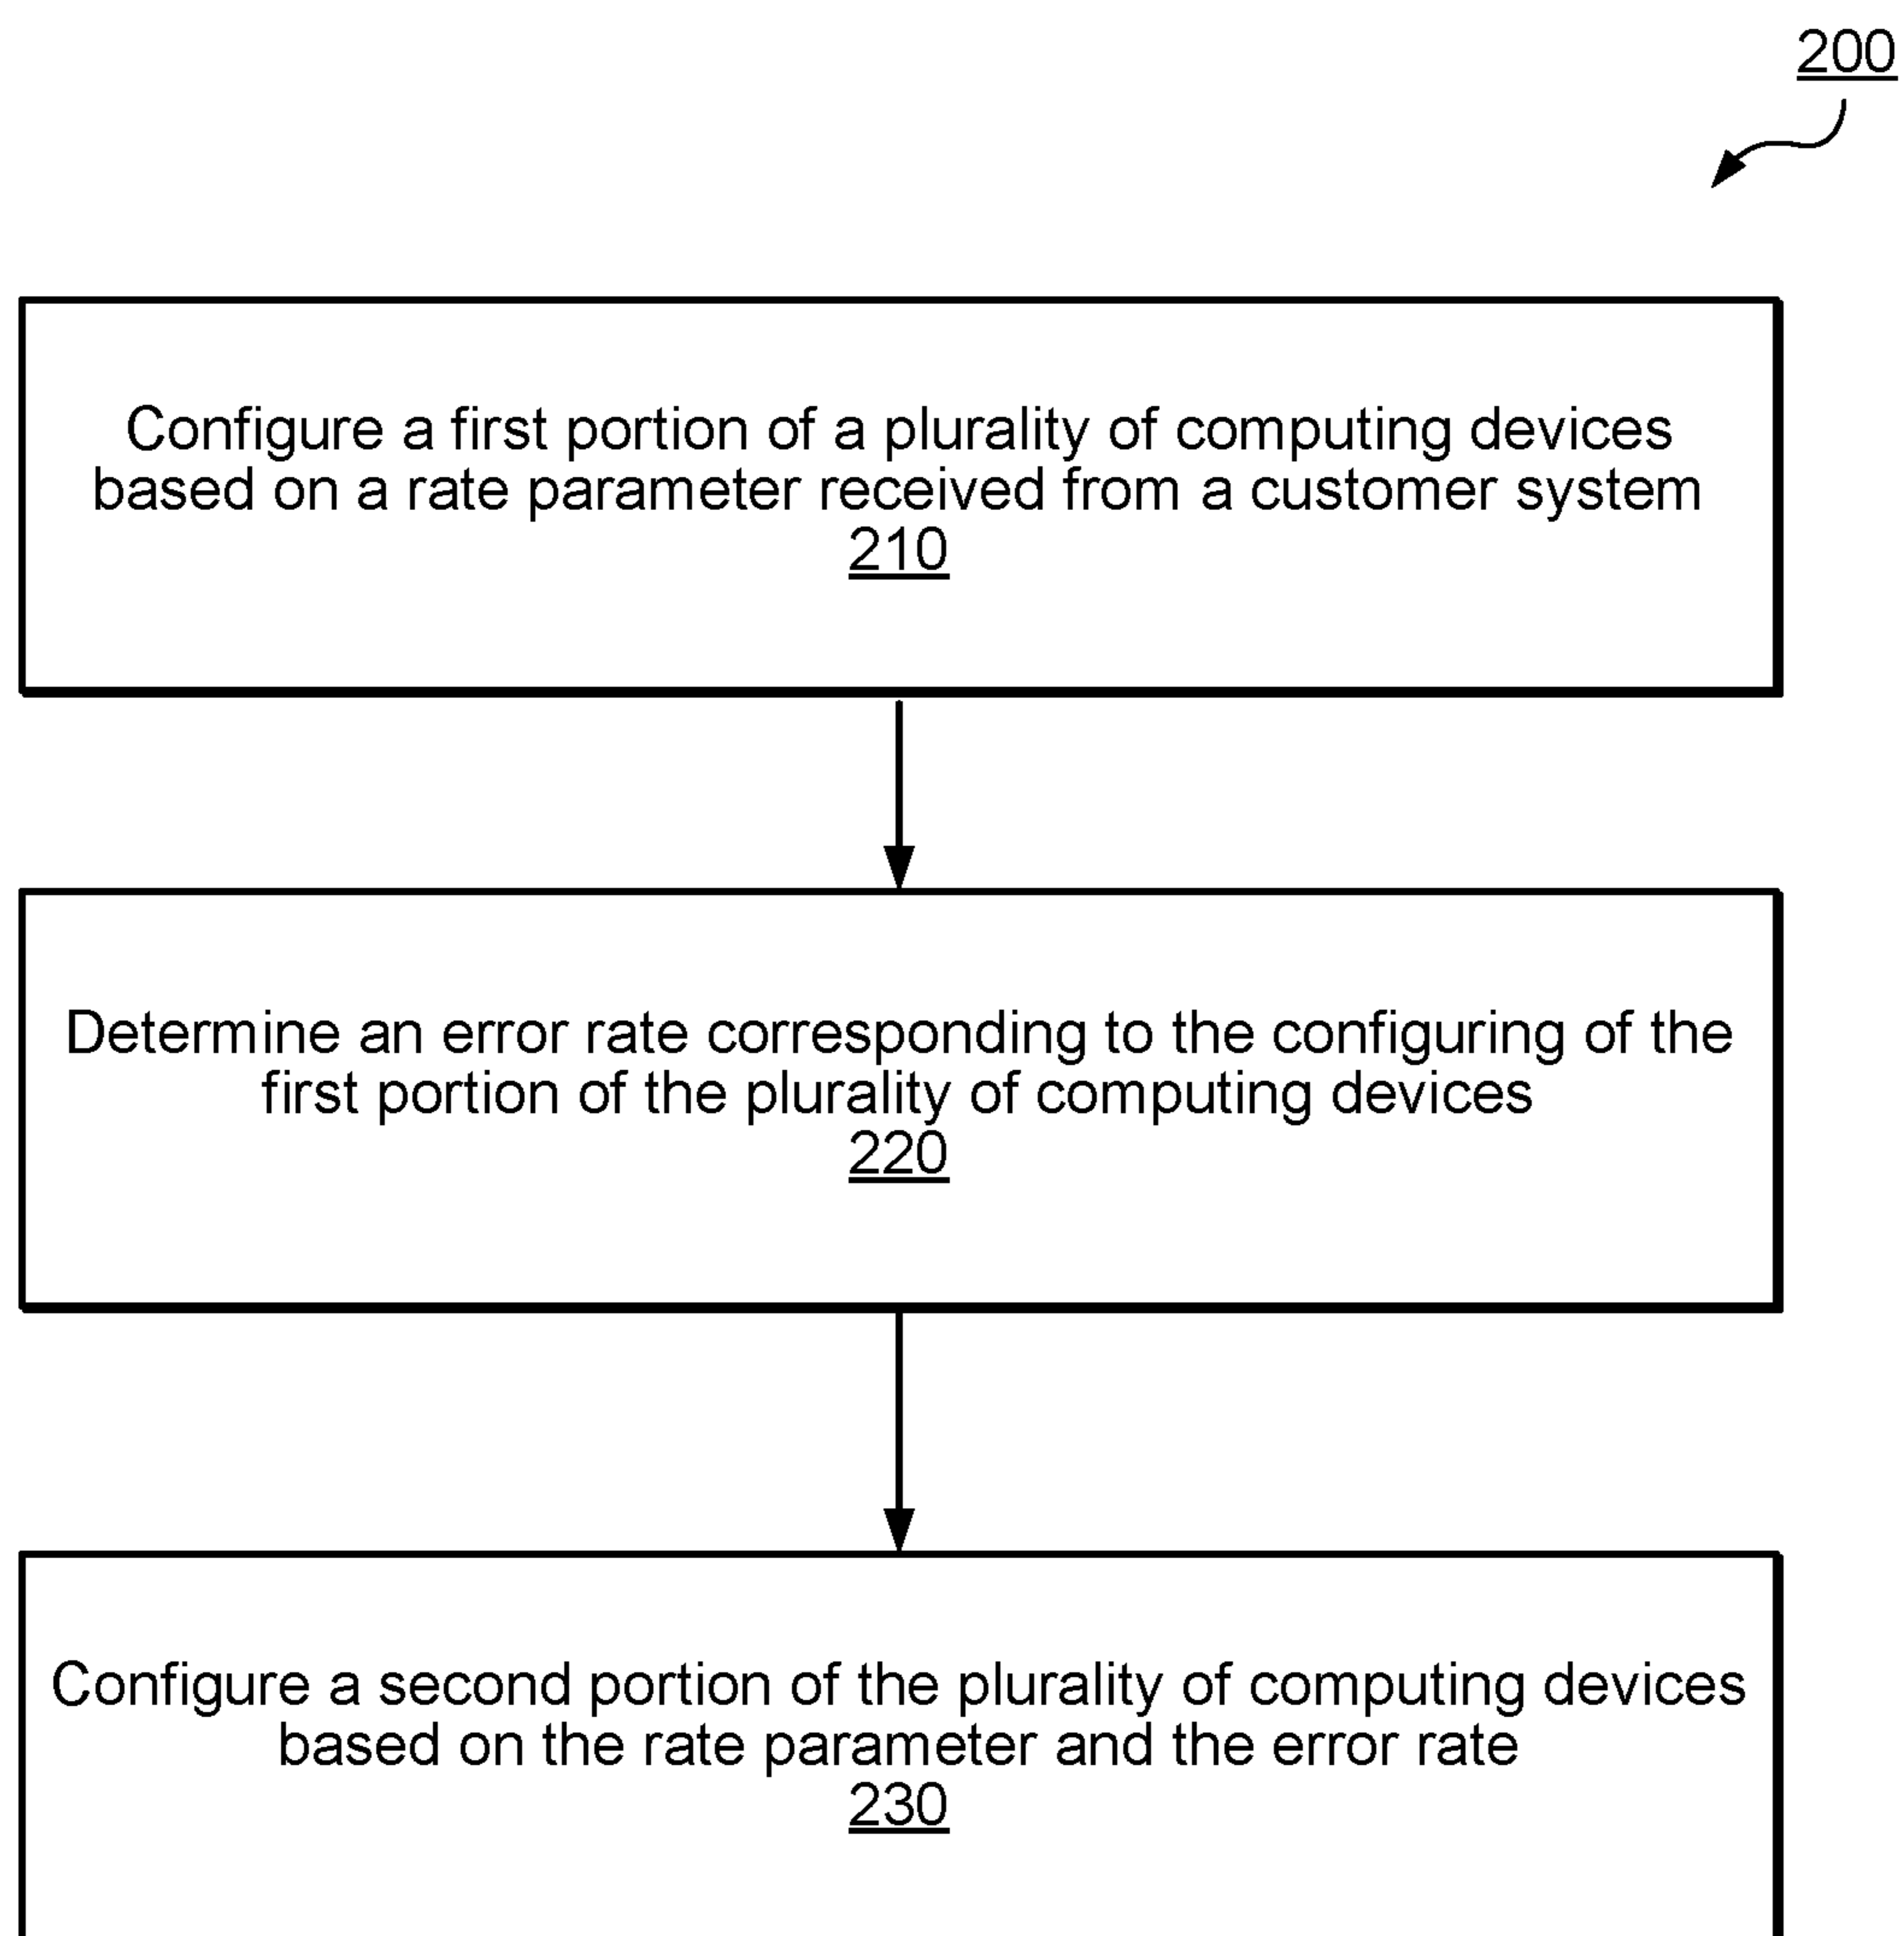 200
Configure a first portion of a plurality of computing devices
based on a rate parameter received from a customer system
210
Determine an error rate corresponding to the configuring of the
first portion of the plurality of computing devices
220
Configure a second portion of the plurality of computing devices
based on the rate parameter and the error rate
230